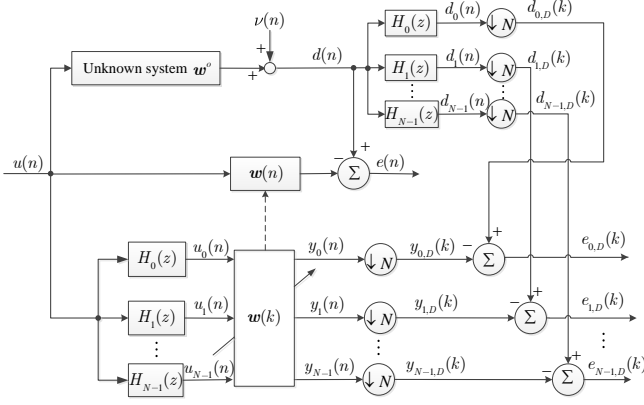 ν(n)
d_0(n)
d_{0,D}(k)
H_0(z)
↓N
+
d(n)
Unknown system w^o
+
d_1(n)
d_{1,D}(k)
H_1(z)
↓N
⋮
⋮
d_{N-1}(n)
d_{N-1,D}(k)
H_{N-1}(z)
↓N
u(n)
+
−
w(n)
Σ
e(n)
u_0(n)
y_0(n)
y_{0,D}(k)
+
−
e_{0,D}(k)
H_0(z)
↓N
Σ
u_1(n)
y_1(n)
y_{1,D}(k)
+
−
e_{1,D}(k)
H_1(z)
w(k)
↓N
Σ
⋮
⋮
⋮
u_{N-1}(n)
y_{N-1}(n)
y_{N-1,D}(k)
+
−
e_{N-1,D}(k)
H_{N-1}(z)
↓N
Σ